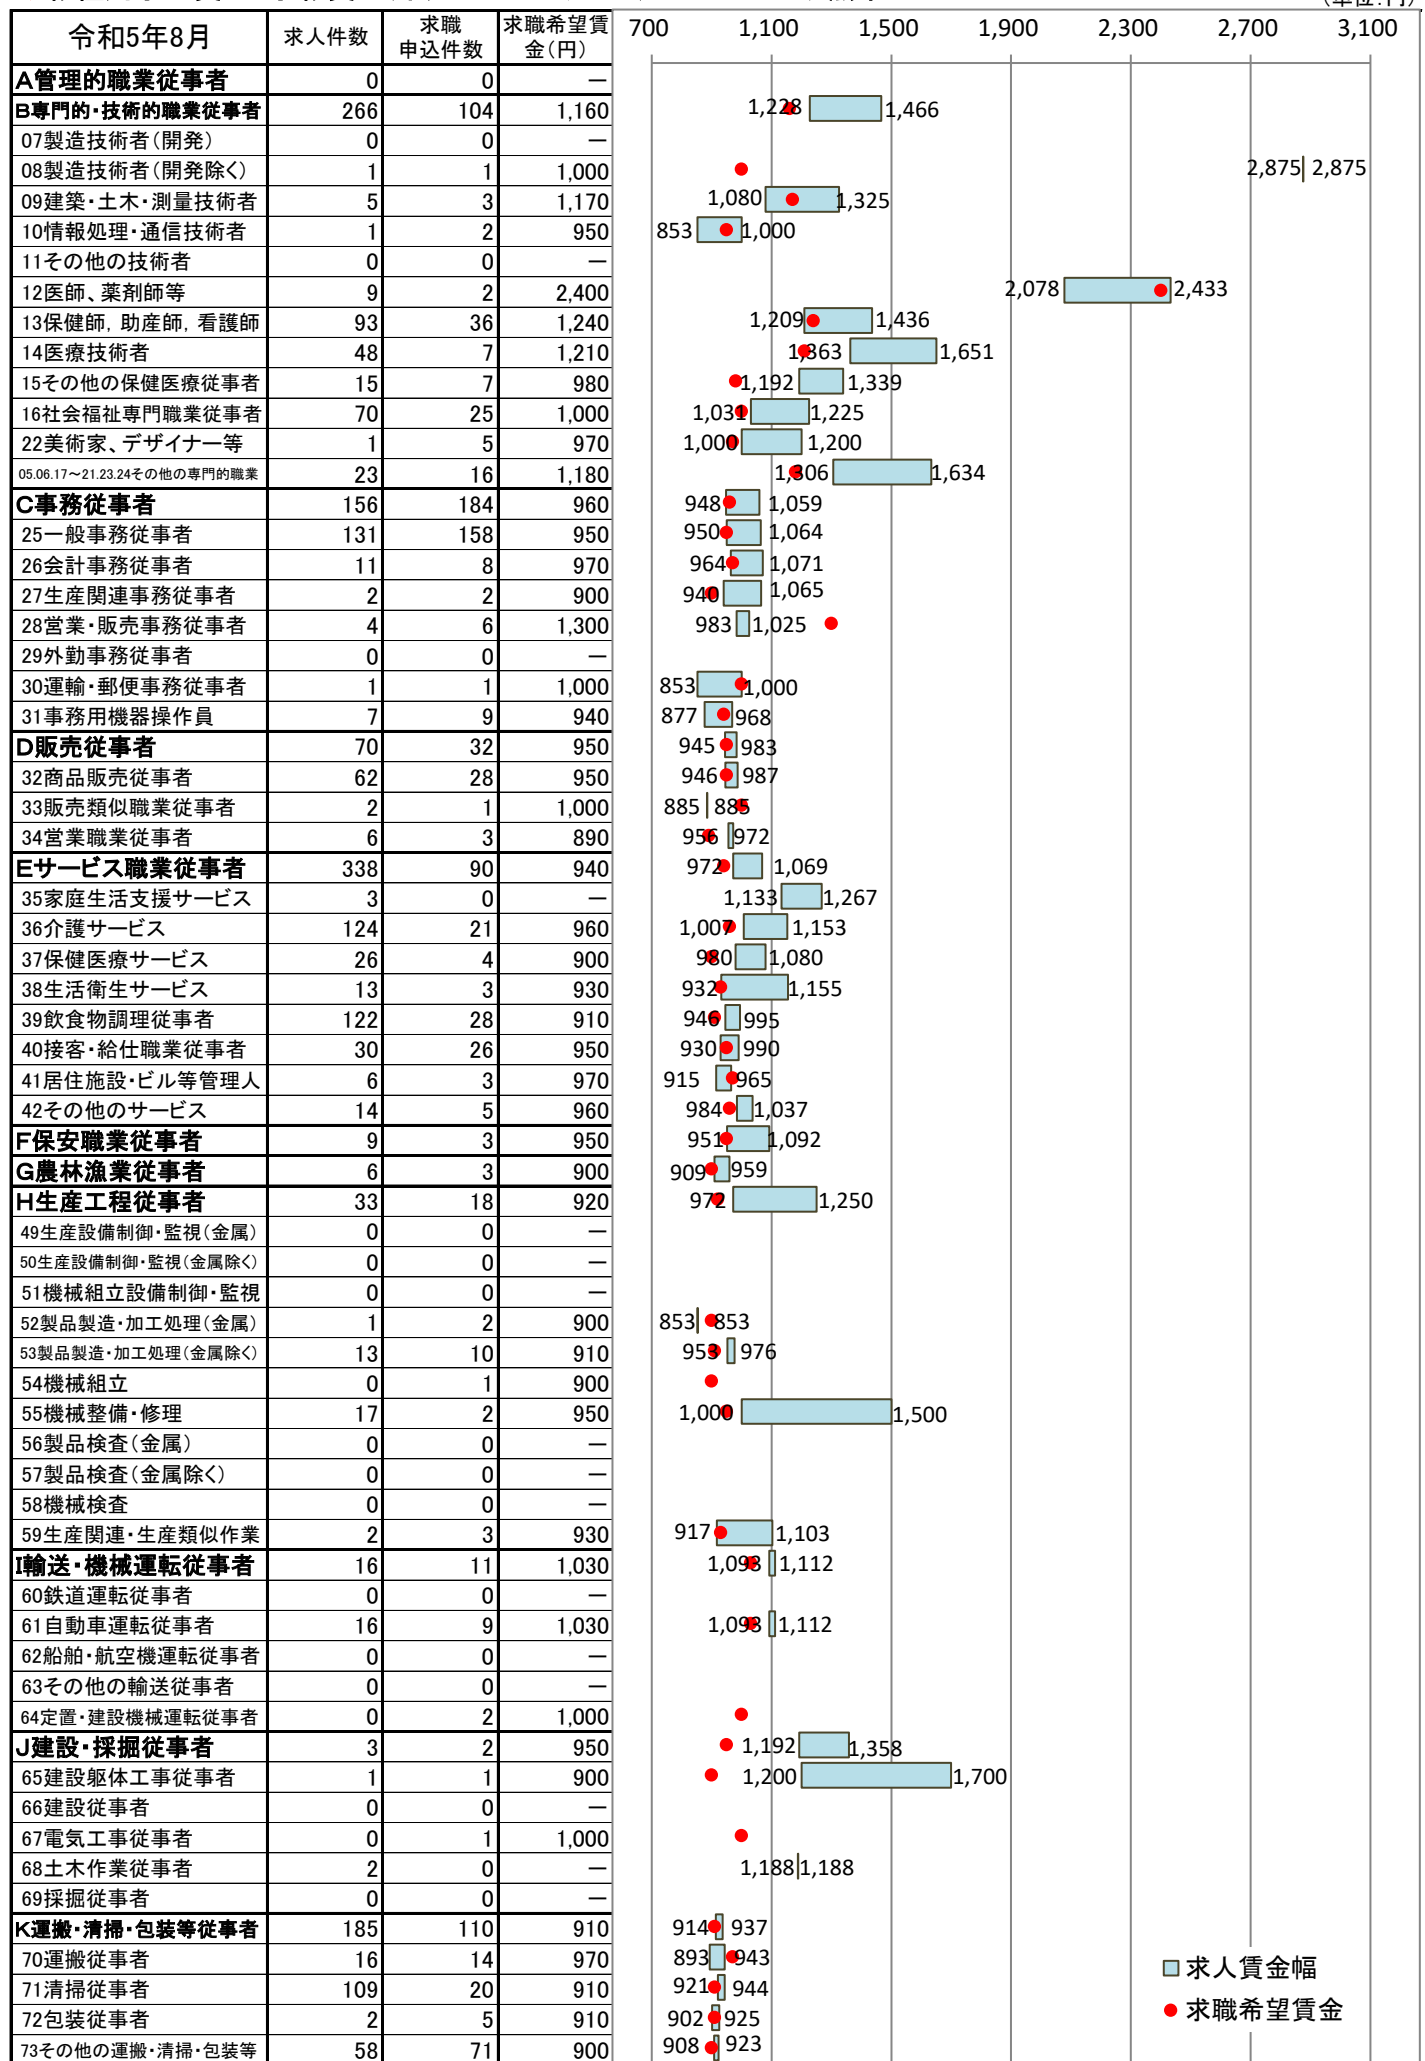 (単位:円)
令和5年8月 求人件数 求職申込件数 求職希望賃金(円) 700 1,100 1,500 1,900 2,300 2,700 3,100
A管理的職業従事者 0 0 ―
B専門的・技術的職業従事者 266 104 1,160 1,228 1,466
07製造技術者(開発) 0 0 ―
08製造技術者(開発除く) 1 1 1,000 2,875 2,875
09建築・土木・測量技術者 5 3 1,170 1,080 1,325
10情報処理・通信技術者 1 2 950 853 1,000
11その他の技術者 0 0 ―
12医師、薬剤師等 9 2 2,400 2,078 2,433
13保健師,助産師,看護師 93 36 1,240 1,209 1,436
14医療技術者 48 7 1,210 1,363 1,651
15その他の保健医療従事者 15 7 980 1,192 1,339
16社会福祉専門職業従事者 70 25 1,000 1,031 1,225
22美術家、デザイナー等 1 5 970 1,000 1,200
05.06.17～21.23.24その他の専門的職業 23 16 1,180 1,306 1,634
C事務従事者 156 184 960 948 1,059
25一般事務従事者 131 158 950 950 1,064
26会計事務従事者 11 8 970 964 1,071
27生産関連事務従事者 2 2 900 940 1,065
28営業・販売事務従事者 4 6 1,300 983 1,025
29外勤事務従事者 0 0 ―
30運輸・郵便事務従事者 1 1 1,000 853 1,000
31事務用機器操作員 7 9 940 877 968
D販売従事者 70 32 950 945 983
32商品販売従事者 62 28 950 946 987
33販売類似職業従事者 2 1 1,000 885 885
34営業職業従事者 6 3 890 956 972
Eサービス職業従事者 338 90 940 972 1,069
35家庭生活支援サービス 3 0 ― 1,133 1,267
36介護サービス 124 21 960 1,007 1,153
37保健医療サービス 26 4 900 980 1,080
38生活衛生サービス 13 3 930 932 1,155
39飲食物調理従事者 122 28 910 946 995
40接客・給仕職業従事者 30 26 950 930 990
41居住施設・ビル等管理人 6 3 970 915 965
42その他のサービス 14 5 960 984 1,037
F保安職業従事者 9 3 950 951 1,092
G農林漁業従事者 6 3 900 909 959
H生産工程従事者 33 18 920 972 1,250
49生産設備制御・監視(金属) 0 0 ―
50生産設備制御・監視(金属除く) 0 0 ―
51機械組立設備制御・監視 0 0 ―
52製品製造・加工処理(金属) 1 2 900 853 853
53製品製造・加工処理(金属除く) 13 10 910 953 976
54機械組立 0 1 900
55機械整備・修理 17 2 950 1,000 1,500
56製品検査(金属) 0 0 ―
57製品検査(金属除く) 0 0 ―
58機械検査 0 0 ―
59生産関連・生産類似作業 2 3 930 917 1,103
I輸送・機械運転従事者 16 11 1,030 1,093 1,112
60鉄道運転従事者 0 0 ―
61自動車運転従事者 16 9 1,030 1,093 1,112
62船舶・航空機運転従事者 0 0 ―
63その他の輸送従事者 0 0 ―
64定置・建設機械運転従事者 0 2 1,000
J建設・採掘従事者 3 2 950 1,192 1,358
65建設躯体工事従事者 1 1 900 1,200 1,700
66建設従事者 0 0 ―
67電気工事従事者 0 1 1,000
68土木作業従事者 2 0 ― 1,188 1,188
69採掘従事者 0 0 ―
K運搬・清掃・包装等従事者 185 110 910 914 937
70運搬従事者 16 14 970 893 943
71清掃従事者 109 20 910 921 944
72包装従事者 2 5 910 902 925
73その他の運搬・清掃・包装等 58 71 900 908 923
求人賃金幅
求職希望賃金